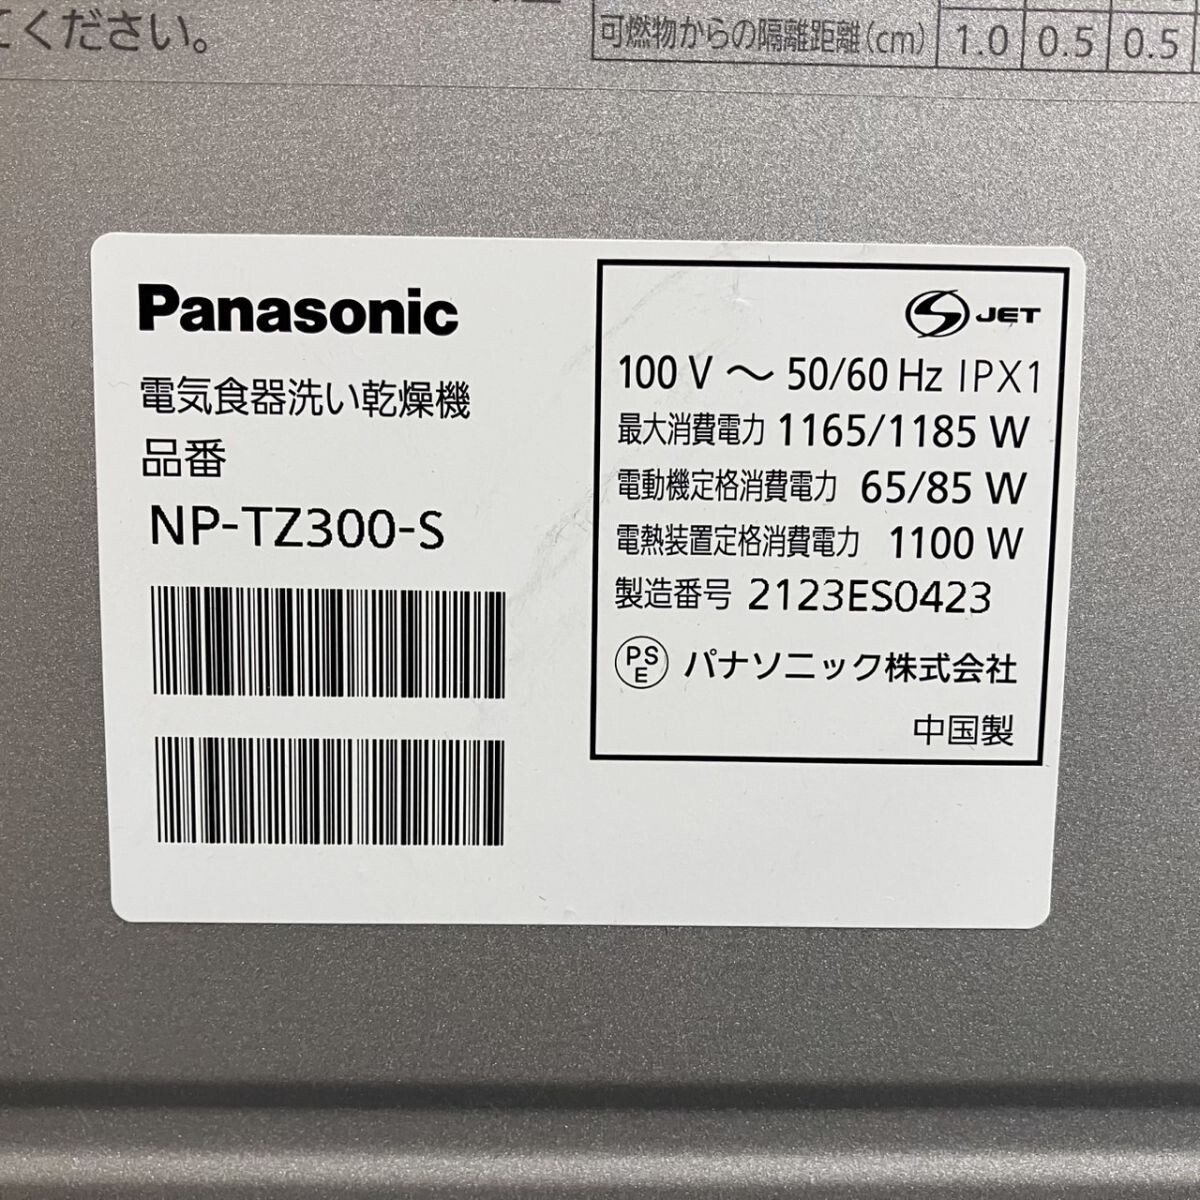 てください。
可燃物からの隔離距離(cm) 1.0 0.5 0.5
Panasonic
電気食器洗い乾燥機
品番
NP-TZ300-S
JET
100 V ～ 50/60 Hz IPX1
最大消費電力 1165/1185 W
電動機定格消費電力 65/85 W
電熱装置定格消費電力 1100 W
製造番号 2123ES0423
PSE パナソニック株式会社
中国製